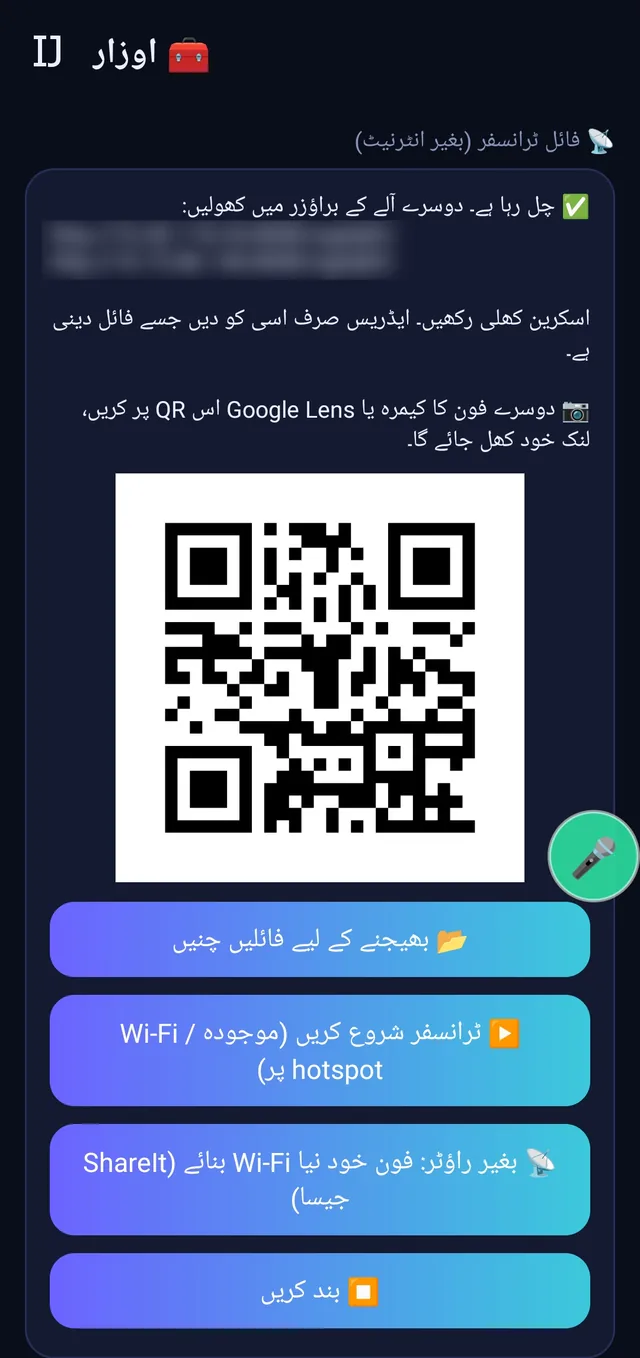 🧰 اوزار
IJ
📡 فائل ٹرانسفر (بغیر انٹرنیٹ)
✅ چل رہا ہے۔ دوسرے آلے کے براؤزر میں کھولیں:
اسکرین کھلی رکھیں۔ ایڈریس صرف اسی کو دیں جسے فائل دینی
ہے۔
📷 دوسرے فون کا کیمرہ یا Google Lens اس QR پر کریں،
لنک خود کھل جائے گا۔
📂 بھیجنے کے لیے فائلیں چنیں
▶️ ٹرانسفر شروع کریں (موجودہ Wi-Fi /
hotspot پر)
📡 بغیر راؤٹر: فون خود نیا Wi-Fi بنائے (ShareIt
جیسا)
⏹️ بند کریں